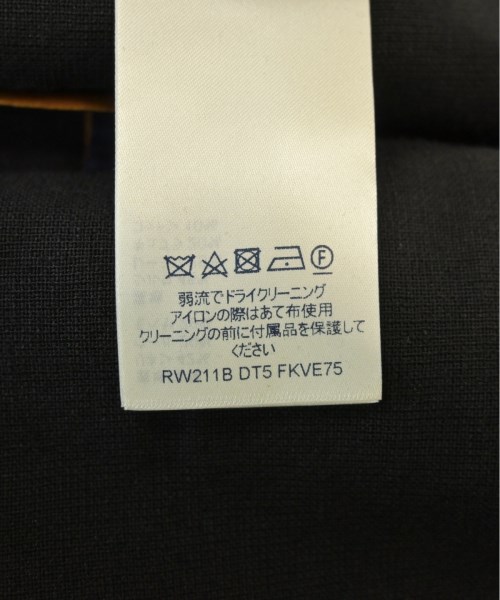 F
弱流でドライクリーニング
アイロンの際はあて布使用
クリーニングの前に付属品を保護して
ください
RW211B DT5 FKVE75